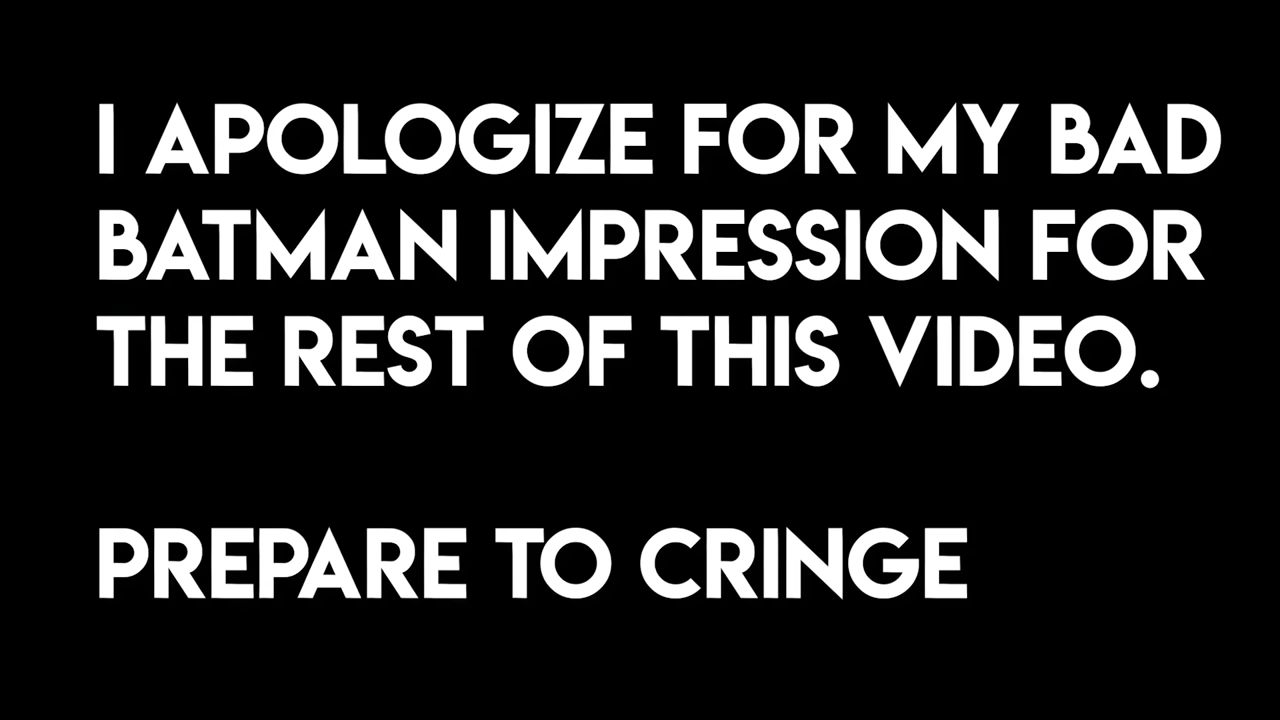 I APOLOGIZE FOR MY BAD
BATMAN IMPRESSION FOR
THE REST OF THIS VIDEO.
PREPARE TO CRINGE